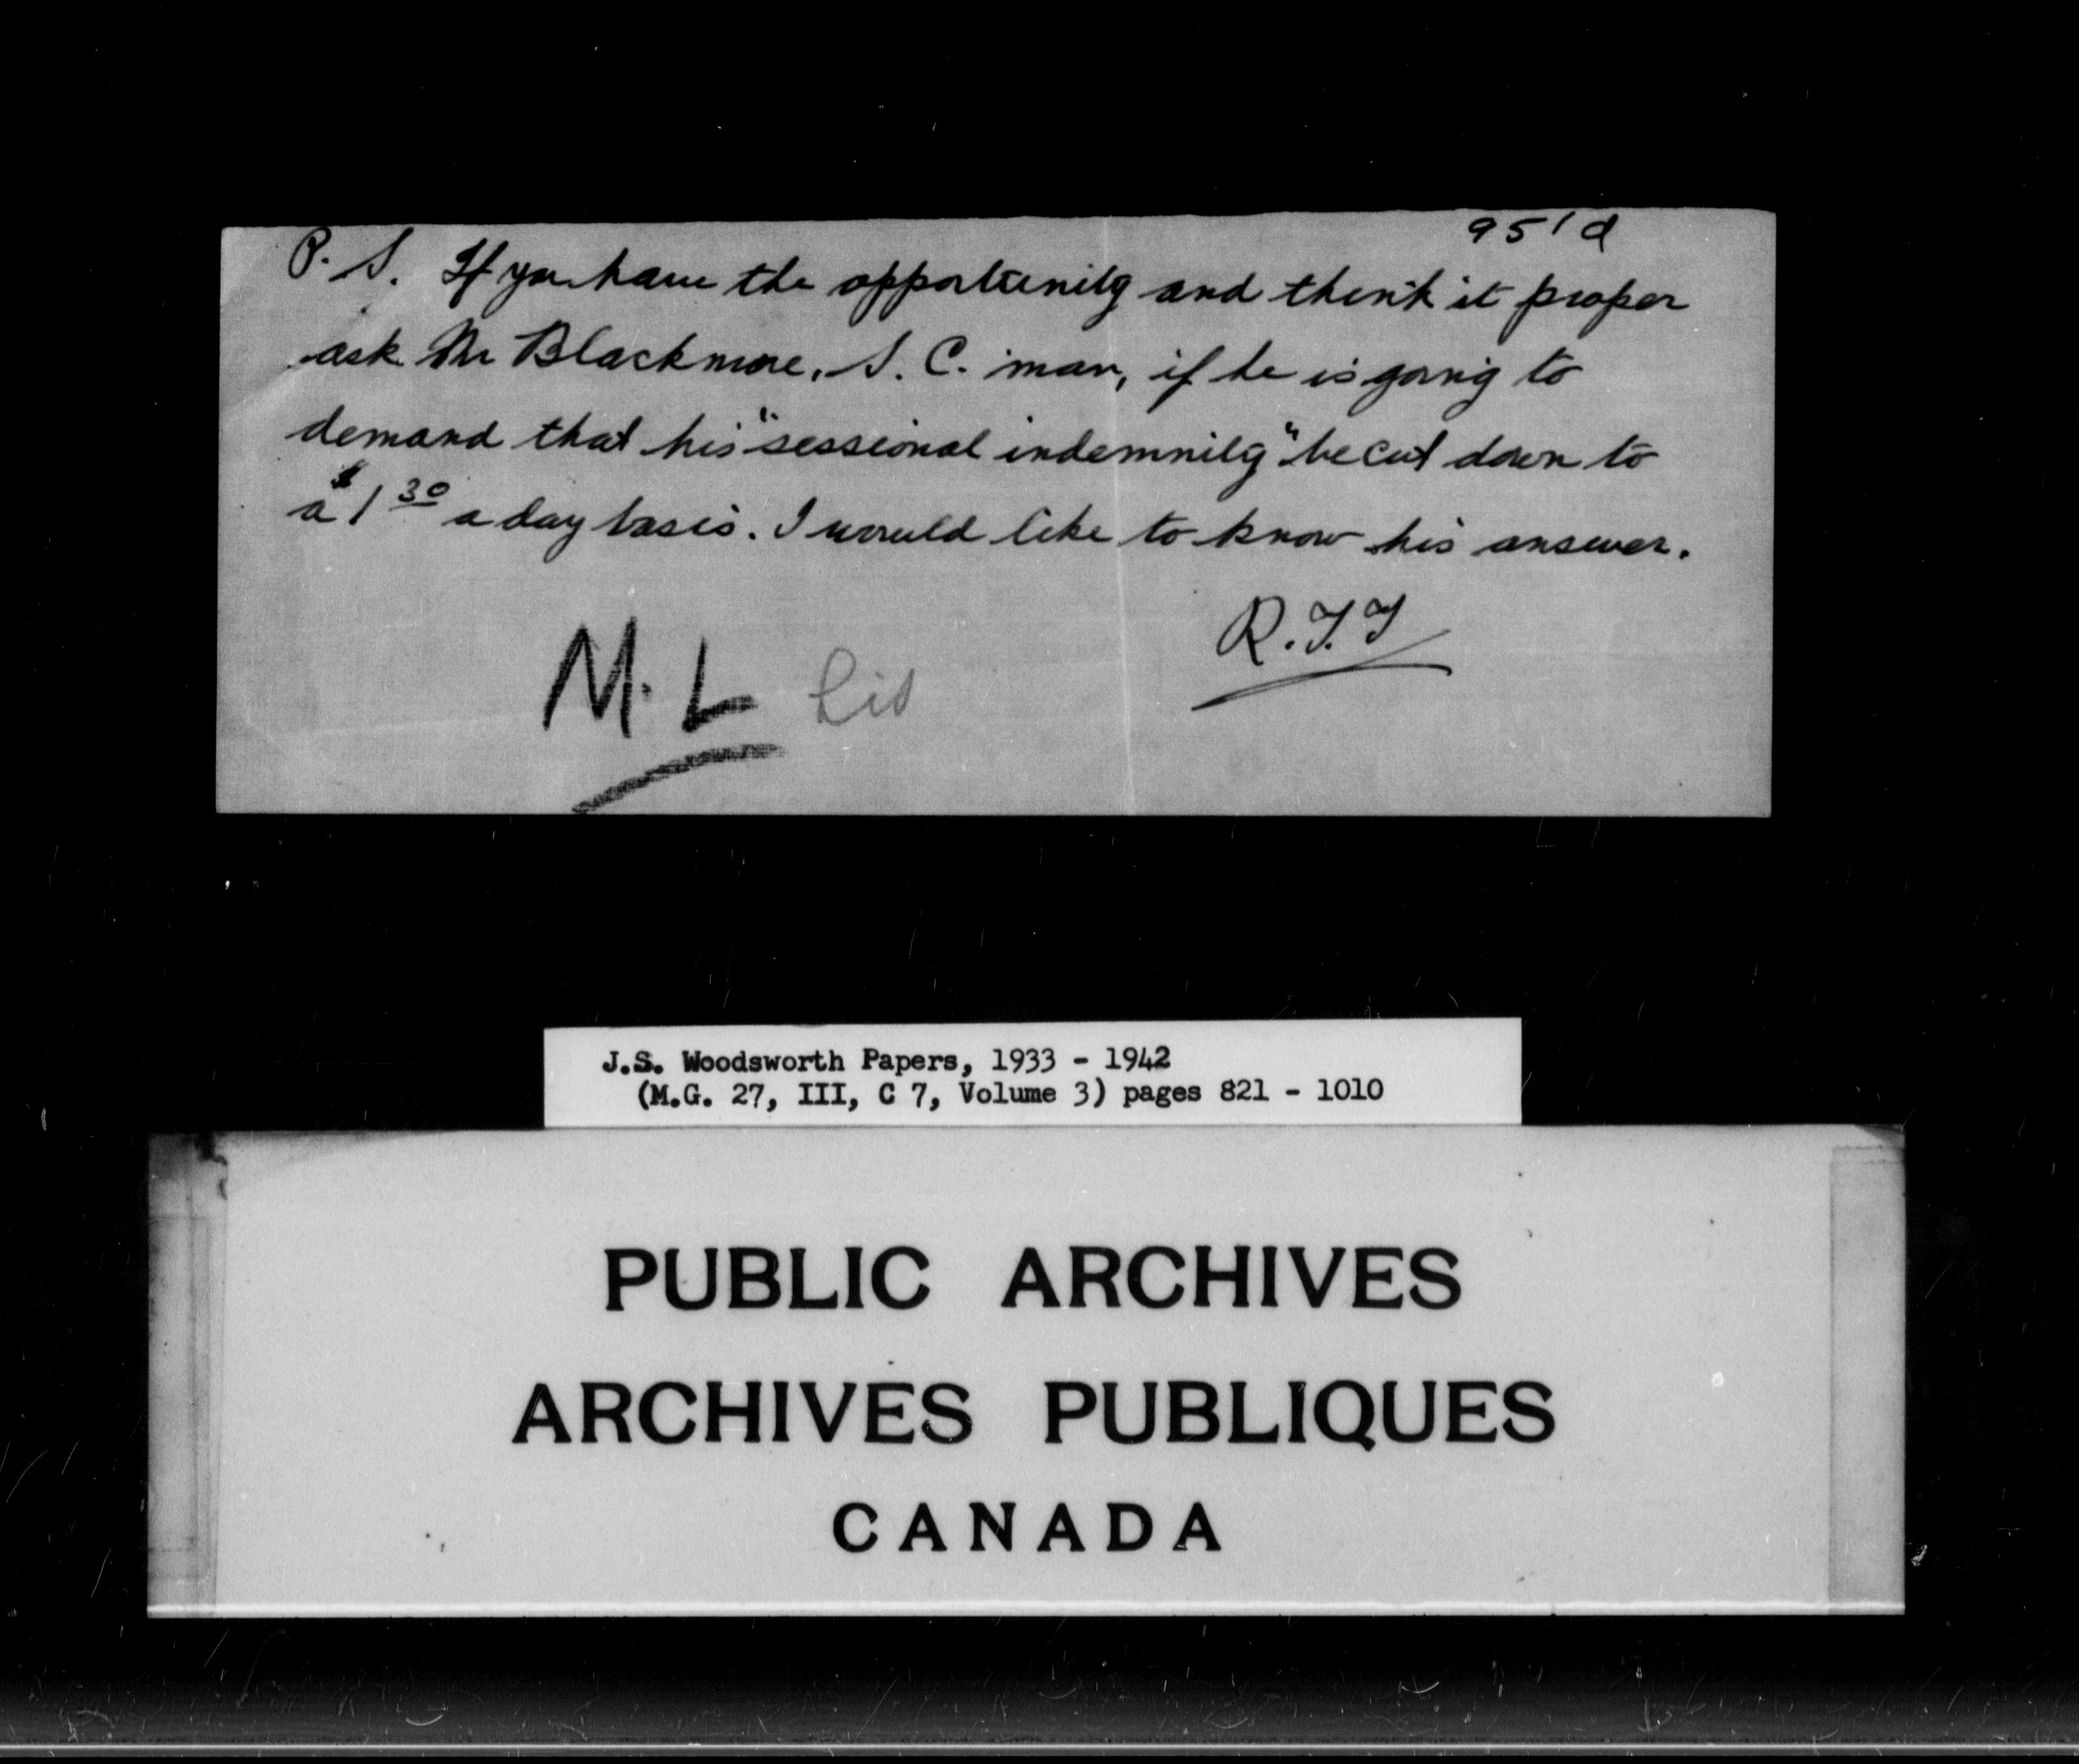 951 d
P. S. If you have the opportunity and think it proper
ask Mr Blackmore, S. C. man, if he is going to
demand that his "sessional indemnity" be cut down to
a $1 30 a day basis. I would like to know his answer.
R.T.T
M. L
J.S. Woodsworth Papers, 1933 - 1942
(M.G. 27, III, C 7, Volume 3) pages 821 - 1010
PUBLIC ARCHIVES
ARCHIVES PUBLIQUES
CANADA